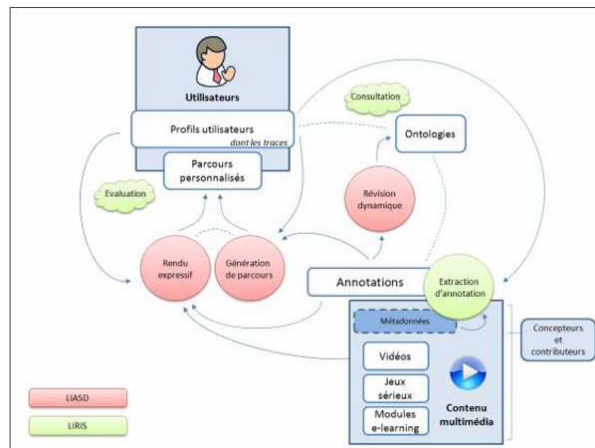 Utilisateurs
Profils utilisateurs
dont les traces
Parcours
personnalisés
Consultation
Ontologies
Evaluation
Révision
dynamique
Rendu
expressif
Génération
de parcours
Annotations
Extraction
d'annotation
Métadonnées
Concepteurs
et
contributeurs
Vidéos
Jeux
sérieux
Modules
e-learning
Contenu
multimédia
LIASD
LIRIS